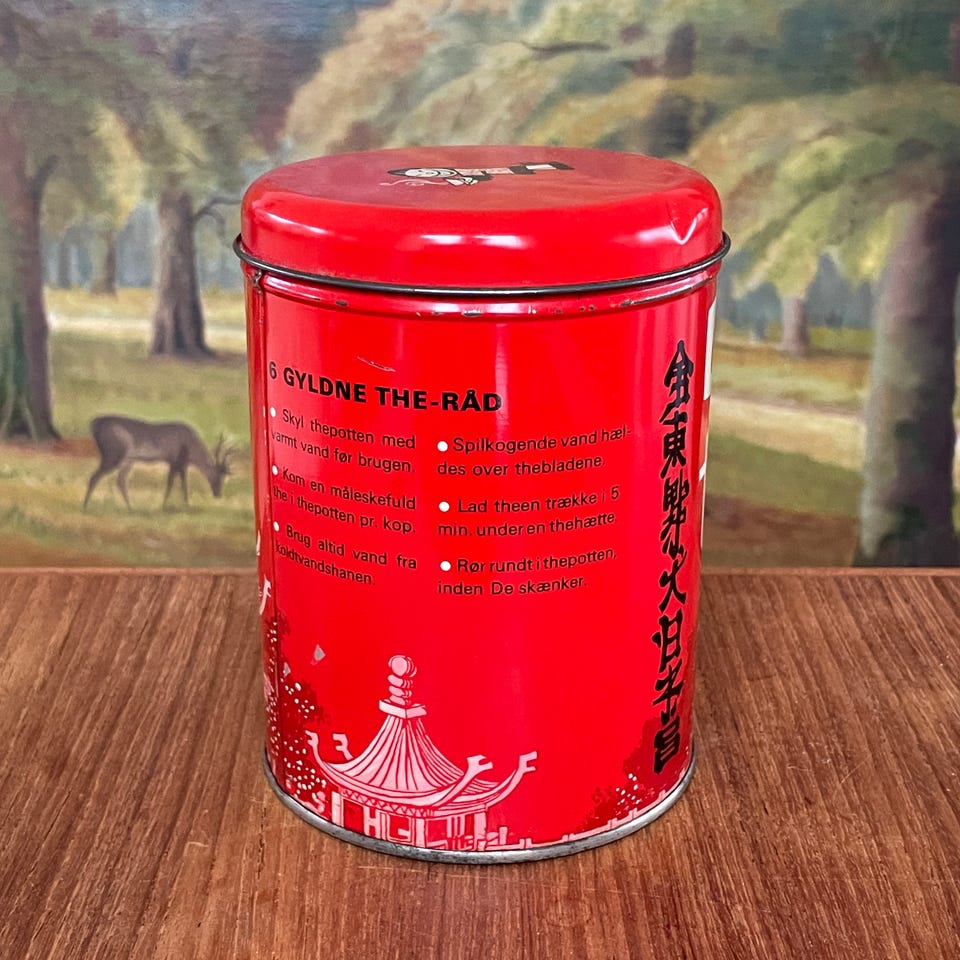 6 GYLDNE THE-RÅD
Skyl thepotten med
varmt vand før brugen.
Kom en måleskefuld
the i thepotten pr. kop.
Brug altid vand fra
koldtvandshanen.
Spilkogende vand hæl-
des over thebladene.
Lad theen trække i 5
min. under en thehætte.
Rør rundt i thepotten,
inden De skænker.